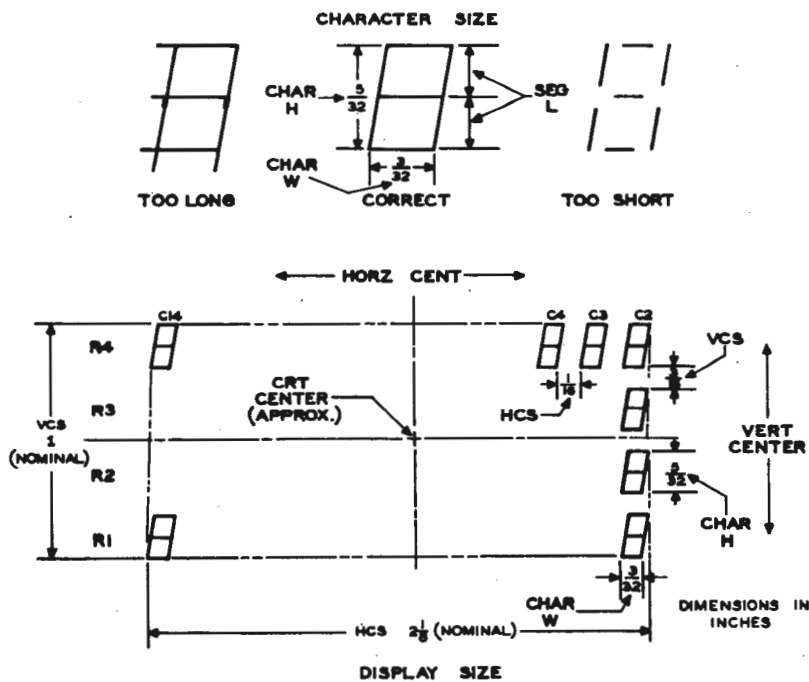 CHARACTER SIZE
CHAR H
5/32
SEG L
CHAR W
3/32
TOO LONG
CORRECT
TOO SHORT
HORZ CENT
C14
C4
C3
C2
R4
VCS
1/16
HCS
CRT CENTER (APPROX.)
R3
VCS 1 (NOMINAL)
VERT CENTER
R2
5/32
CHAR H
R1
3/32
CHAR W
DIMENSIONS IN INCHES
HCS (NOMINAL)
DISPLAY SIZE